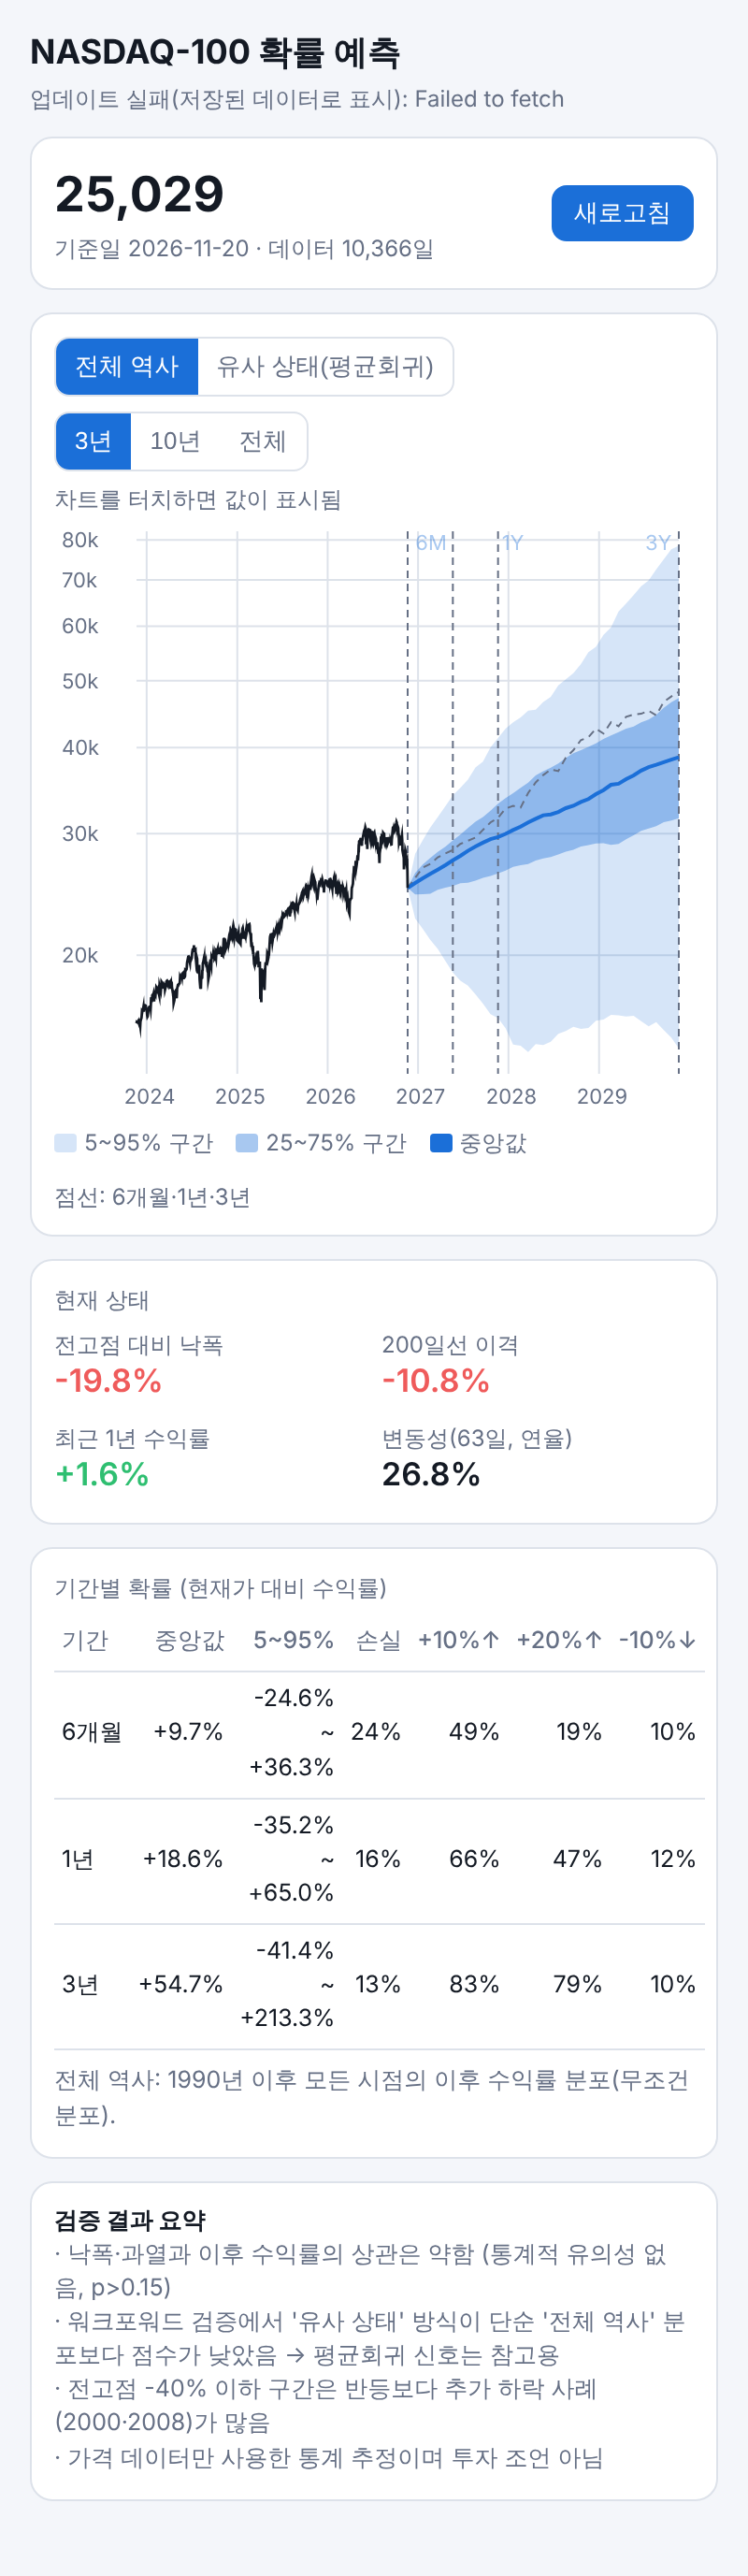 NASDAQ-100 확률 예측
업데이트 실패(저장된 데이터로 표시): Failed to fetch
25,029
기준일 2026-11-20 · 데이터 10,366일
새로고침
전체 역사 유사 상태(평균회귀)
3년 10년 전체
차트를 터치하면 값이 표시됨
6M 1Y 3Y
80k
70k
60k
50k
40k
30k
20k
2024 2025 2026 2027 2028 2029
5~95% 구간 25~75% 구간 중앙값
점선: 6개월·1년·3년
현재 상태
전고점 대비 낙폭 200일선 이격
-19.8% -10.8%
최근 1년 수익률 변동성(63일, 연율)
+1.6% 26.8%
기간별 확률 (현재가 대비 수익률)
기간 중앙값 5~95% 손실 +10%↑ +20%↑ -10%↓
-24.6%
6개월 +9.7% ~ 24% 49% 19% 10%
+36.3%
-35.2%
1년 +18.6% ~ 16% 66% 47% 12%
+65.0%
-41.4%
3년 +54.7% ~ 13% 83% 79% 10%
+213.3%
전체 역사: 1990년 이후 모든 시점의 이후 수익률 분포(무조건
분포).
검증 결과 요약
· 낙폭·과열과 이후 수익률의 상관은 약함 (통계적 유의성 없
음, p>0.15)
· 워크포워드 검증에서 '유사 상태' 방식이 단순 '전체 역사' 분
포보다 점수가 낮았음 → 평균회귀 신호는 참고용
· 전고점 -40% 이하 구간은 반등보다 추가 하락 사례
(2000·2008)가 많음
· 가격 데이터만 사용한 통계 추정이며 투자 조언 아님